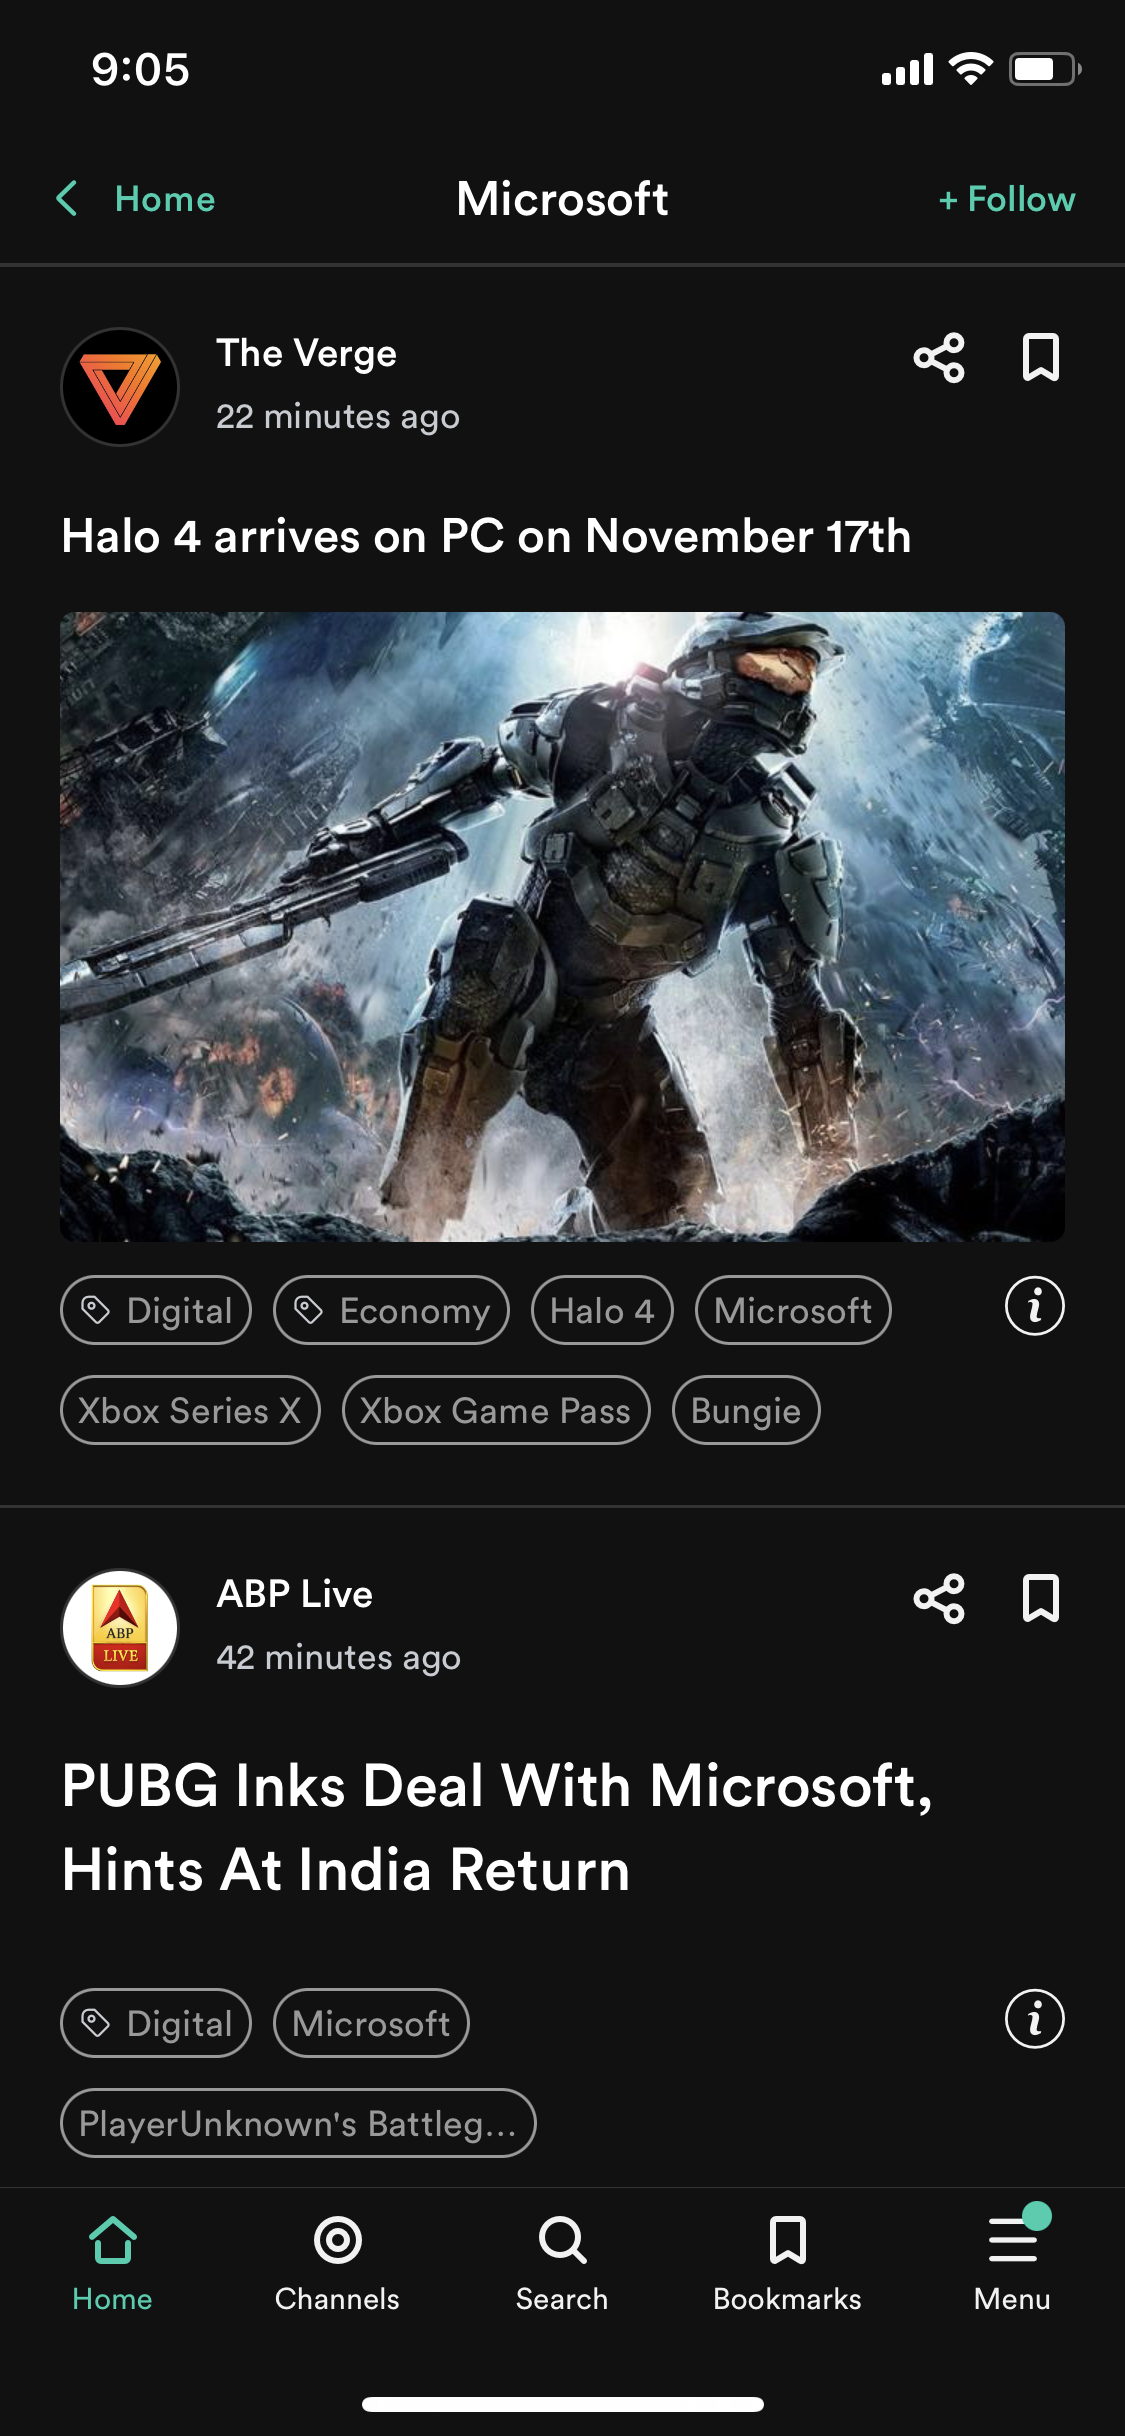 9:05
Home
Microsoft
+ Follow
The Verge
22 minutes ago
Halo 4 arrives on PC on November 17th
Digital
Economy
Halo 4
Microsoft
Xbox Series X
Xbox Game Pass
Bungie
ABP
LIVE
ABP Live
42 minutes ago
PUBG Inks Deal With Microsoft,
Hints At India Return
Digital
Microsoft
PlayerUnknown's Battleg...
Home
Channels
Search
Bookmarks
Menu